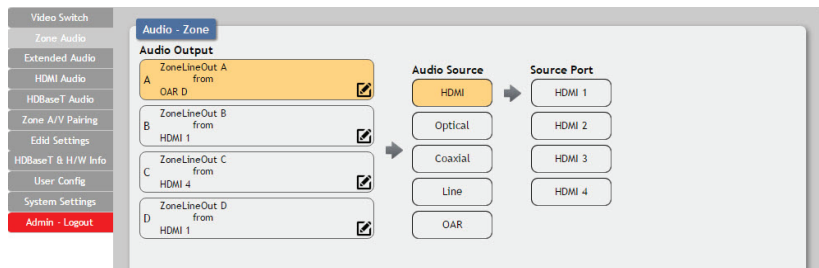 Video Switch
Zone Audio
Extended Audio
HDMI Audio
HDBaseT Audio
Zone A/V Pairing
Edid Settings
HDBaseT & H/W Info
User Config
System Settings
Admin - Logout
Audio - Zone
Audio Output
A
ZoneLineOut A
from
OAR D
B
ZoneLineOut B
from
HDMI 1
C
ZoneLineOut C
from
HDMI 4
D
ZoneLineOut D
from
HDMI 1
Audio Source
HDMI
Optical
Coaxial
Line
OAR
Source Port
HDMI 1
HDMI 2
HDMI 3
HDMI 4